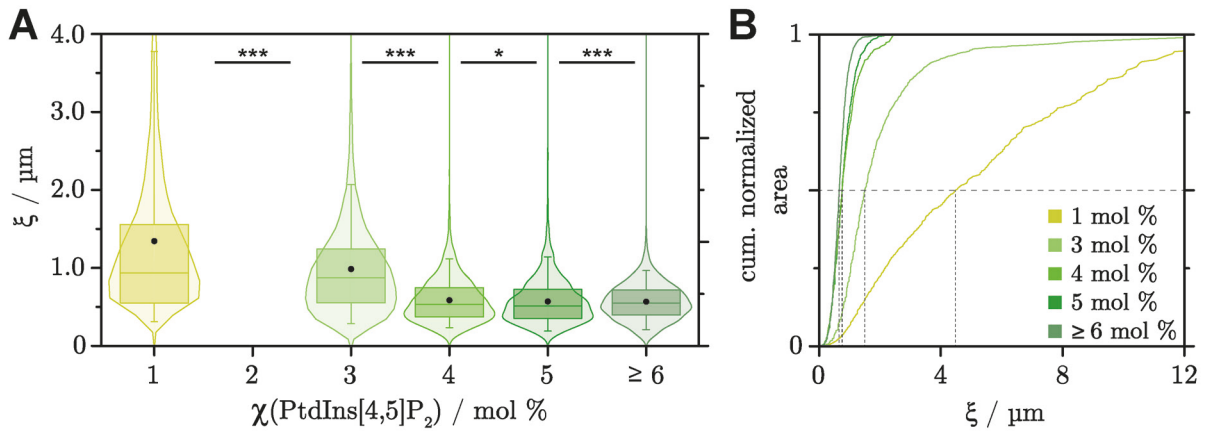 A
4.0
4.0
3.0
2.0
1.0
0
ξ / µm
***
***
*
***
1
2
3
4
5
≥ 6
χ(PtdIns[4,5]P₂) / mol %
B
1
0
cum. normalized
area
1 mol %
3 mol %
4 mol %
5 mol %
≥ 6 mol %
0
4
8
12
ξ / µm